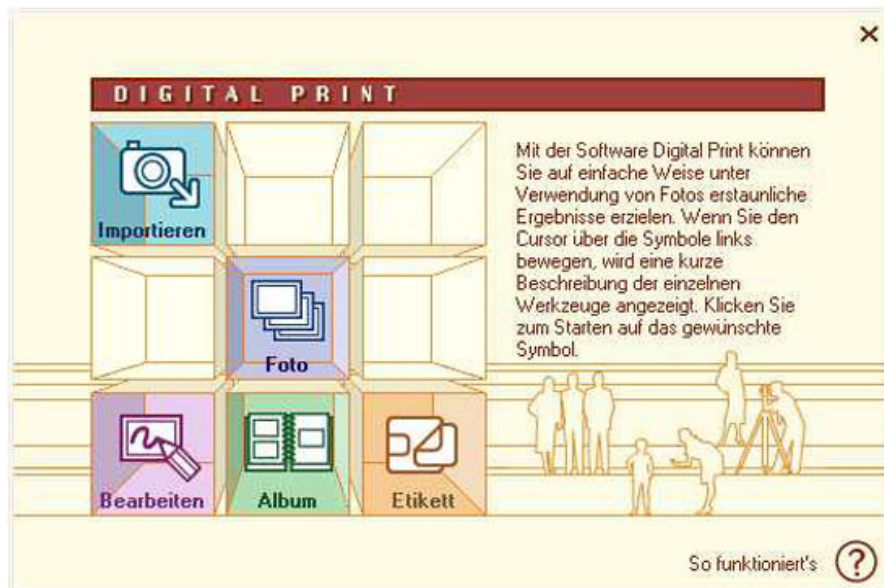 DIGITAL PRINT
Importieren
Mit der Software Digital Print können
Sie auf einfache Weise unter
Verwendung von Fotos erstaunliche
Ergebnisse erzielen. Wenn Sie den
Cursor über die Symbole links
bewegen, wird eine kurze
Beschreibung der einzelnen
Werkzeuge angezeigt. Klicken Sie
zum Starten auf das gewünschte
Symbol.
Foto
Bearbeiten
Album
Etikett
So funktioniert's ?